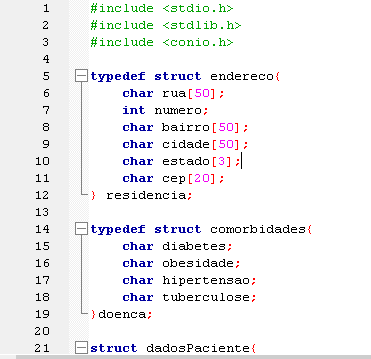 1 #include <stdio.h>
2 #include <stdlib.h>
3 #include <conio.h>
4
5 typedef struct endereco{
6 char rua[50];
7 int numero;
8 char bairro[50];
9 char cidade[50];
10 char estado[3];
11 char cep[20];
12 } residencia;
13
14 typedef struct comorbidades{
15 char diabetes;
16 char obesidade;
17 char hipertensao;
18 char tuberculose;
19 }doenca;
20
21 struct dadosPaciente{